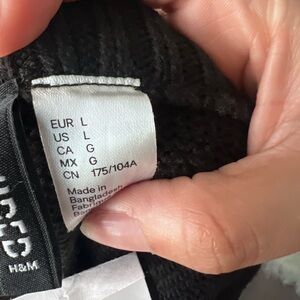 EUR L
US L
CA G
MX G
CN 175/104A
Made in
Bangladesh
H&M